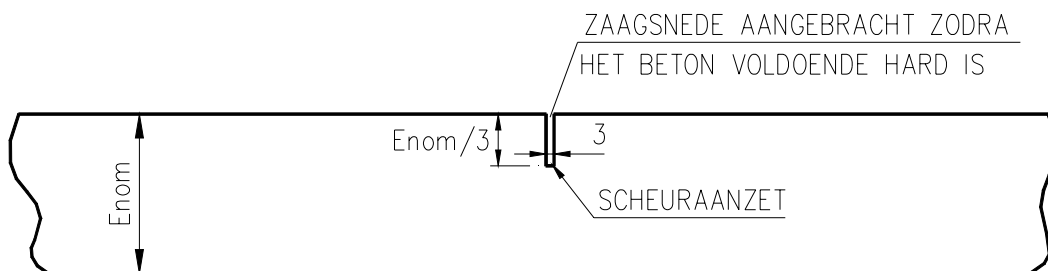 ZAAGSNEDE AANGEBRACHT ZODRA
HET BETON VOLDOENDE HARD IS
Enom/3
3
Enom
SCHEURAANZET